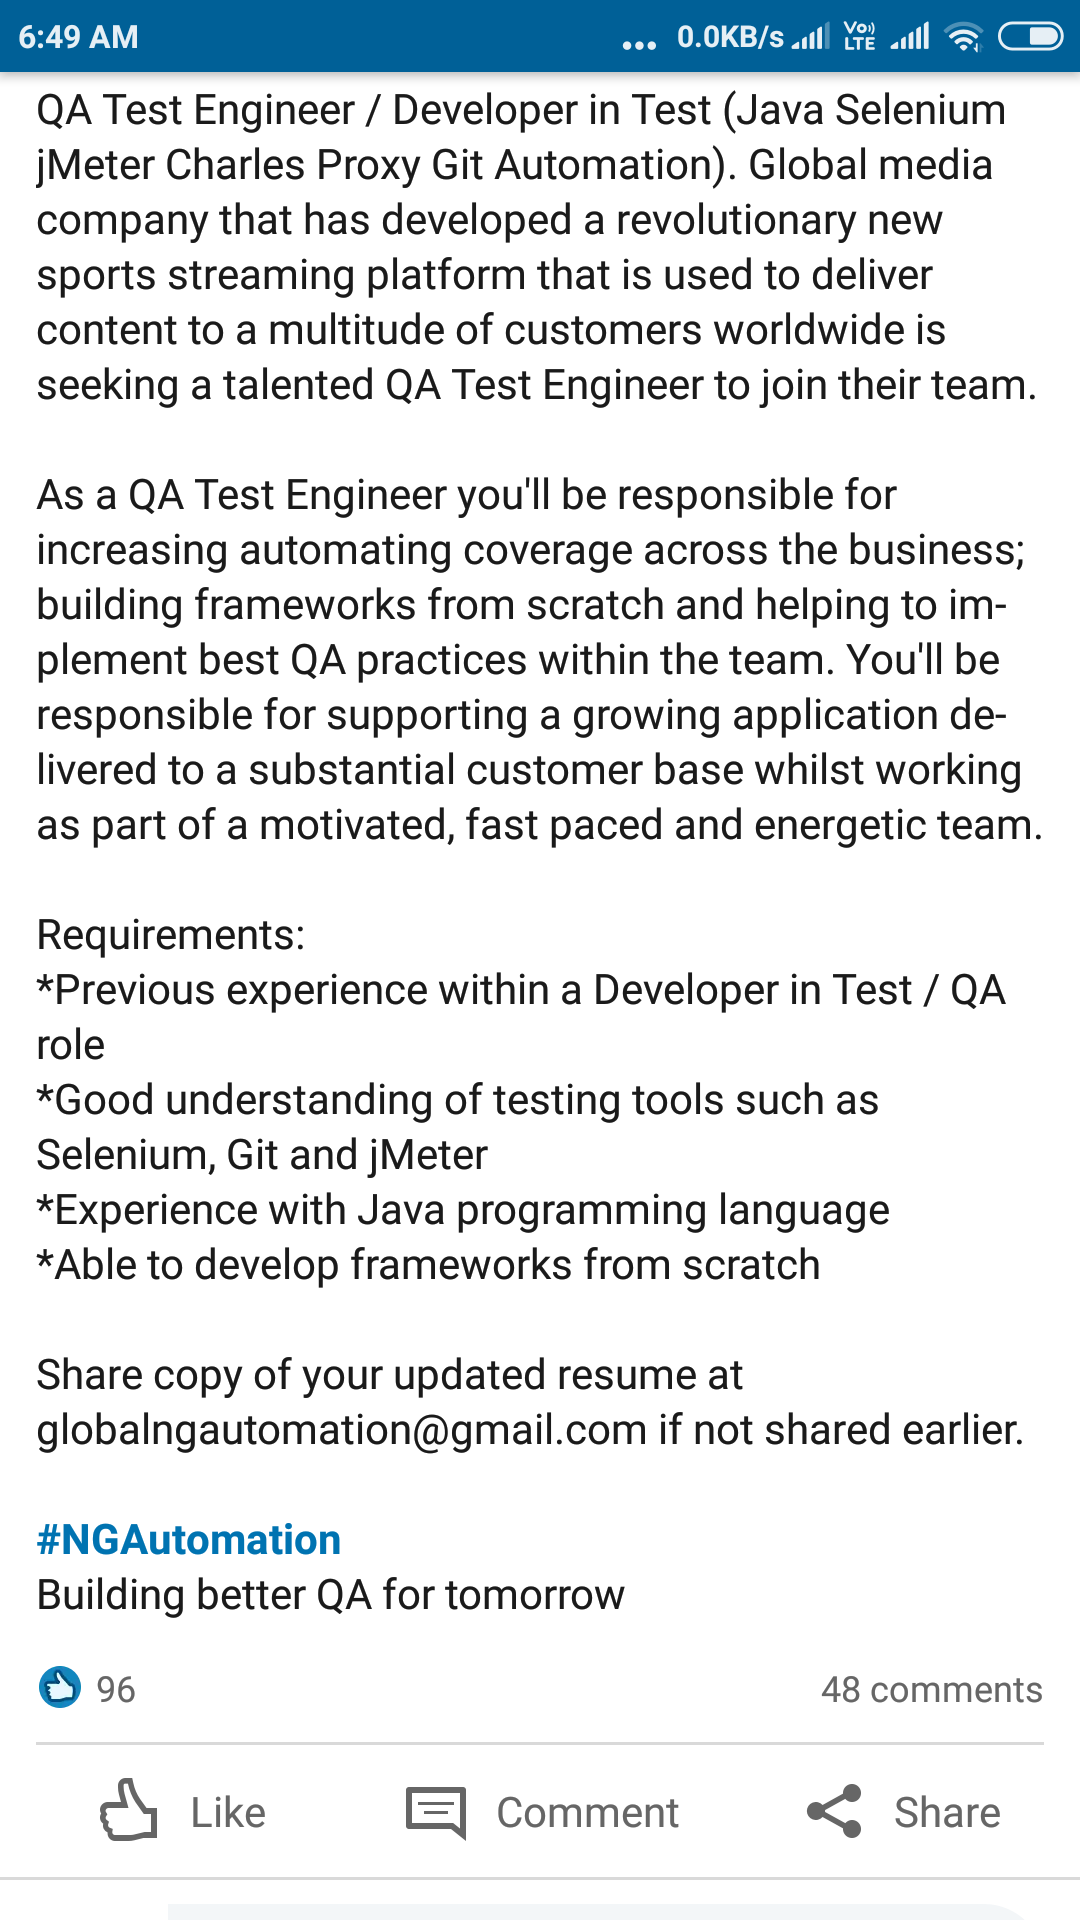 6:49 AM
... 0.0KB/s Vo)) LTE
QA Test Engineer / Developer in Test (Java Selenium
jMeter Charles Proxy Git Automation). Global media
company that has developed a revolutionary new
sports streaming platform that is used to deliver
content to a multitude of customers worldwide is
seeking a talented QA Test Engineer to join their team.
As a QA Test Engineer you'll be responsible for
increasing automating coverage across the business;
building frameworks from scratch and helping to im-
plement best QA practices within the team. You'll be
responsible for supporting a growing application de-
livered to a substantial customer base whilst working
as part of a motivated, fast paced and energetic team.
Requirements:
*Previous experience within a Developer in Test / QA
role
*Good understanding of testing tools such as
Selenium, Git and jMeter
*Experience with Java programming language
*Able to develop frameworks from scratch
Share copy of your updated resume at
globalngautomation@gmail.com if not shared earlier.
#NGAutomation
Building better QA for tomorrow
96
48 comments
Like
Comment
Share